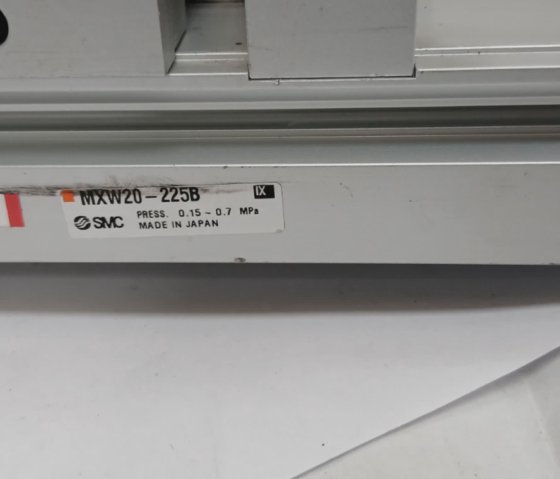 MXW20-225B IX
PRESS. 0.15 ~ 0.7 MPa
SMC MADE IN JAPAN